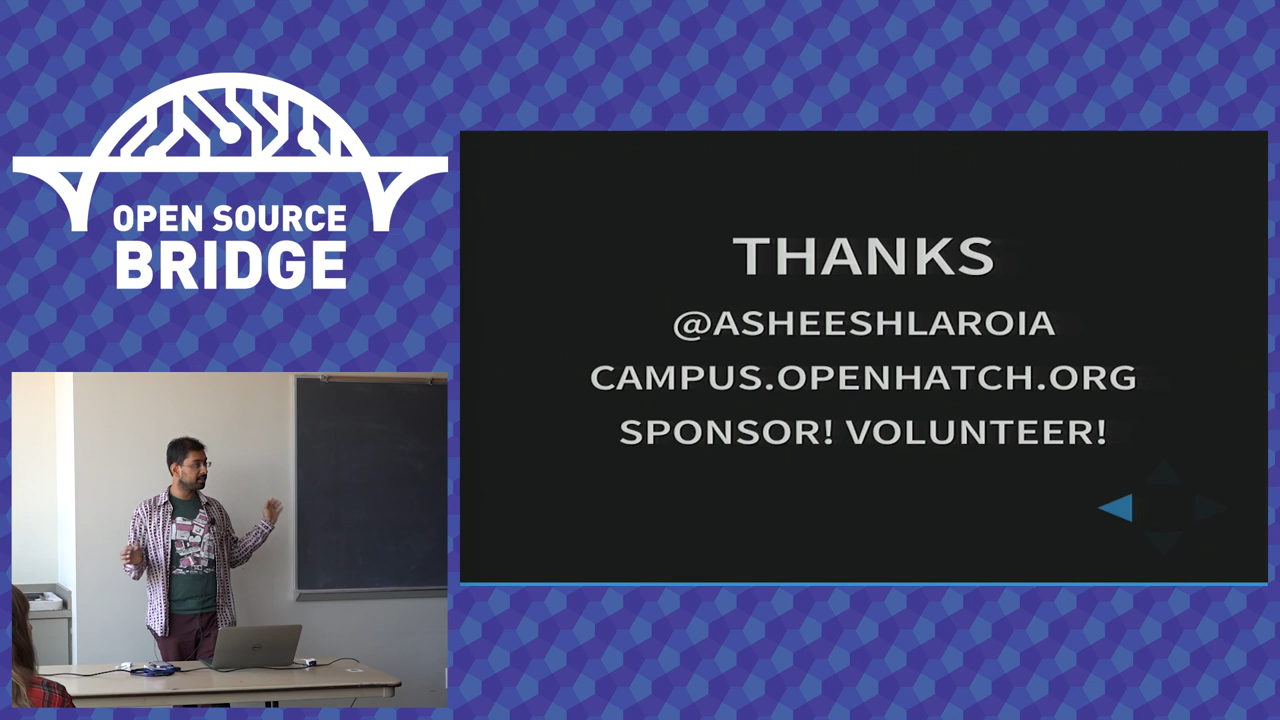 OPEN SOURCE
BRIDGE
THANKS
@ASHEESHLAROIA
CAMPUS.OPENHATCH.ORG
SPONSOR! VOLUNTEER!